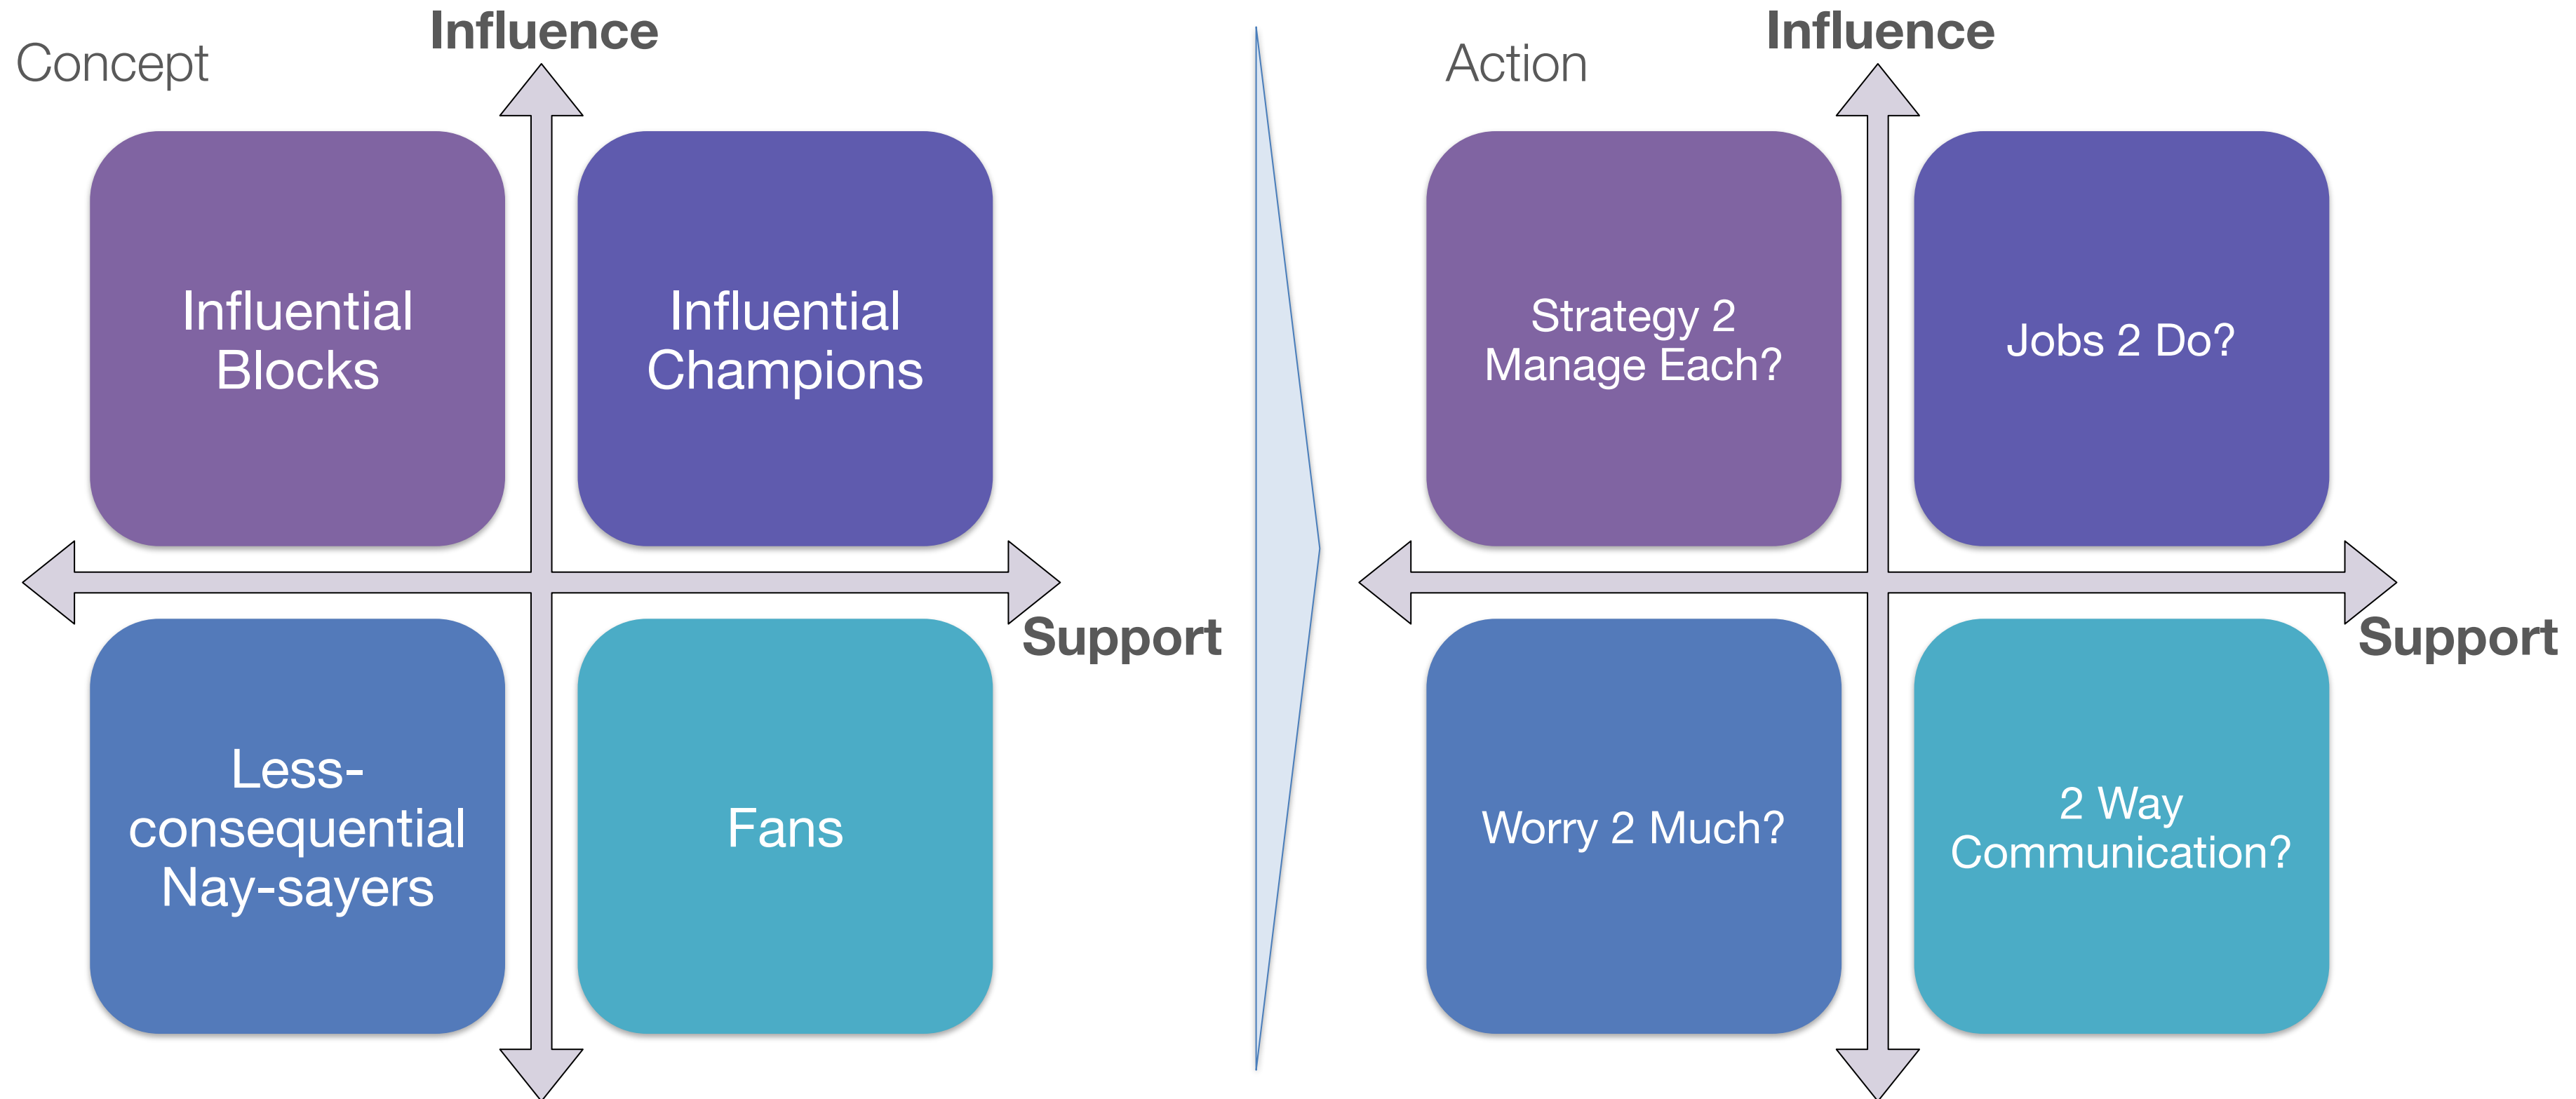 Concept
Influence
Influential
Blocks
Influential
Champions
Support
Less-
consequential
Nay-sayers
Fans
Action
Influence
Strategy 2
Manage Each?
Jobs 2 Do?
Support
Worry 2 Much?
2 Way
Communication?